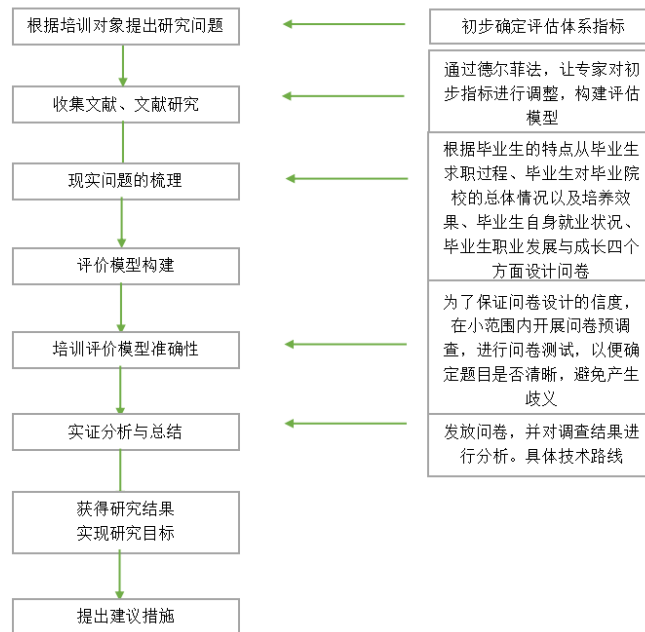 根据培训对象提出研究问题
初步确定评估体系指标
收集文献、文献研究
通过德尔菲法，让专家对初
步指标进行调整，构建评估
模型
现实问题的梳理
根据毕业生的特点从毕业生
求职过程、毕业生对毕业院
校的总体情况以及培养效
果、毕业生自身就业状况、
毕业生职业发展与成长四个
方面设计问卷
评价模型构建
培训评价模型准确性
为了保证问卷设计的信度，
在小范围内开展问卷预调
查，进行问卷测试，以便确
定题目是否清晰，避免产生
歧义
实证分析与总结
发放问卷，并对调查结果进
行分析。具体技术路线
获得研究结果
实现研究目标
提出建议措施